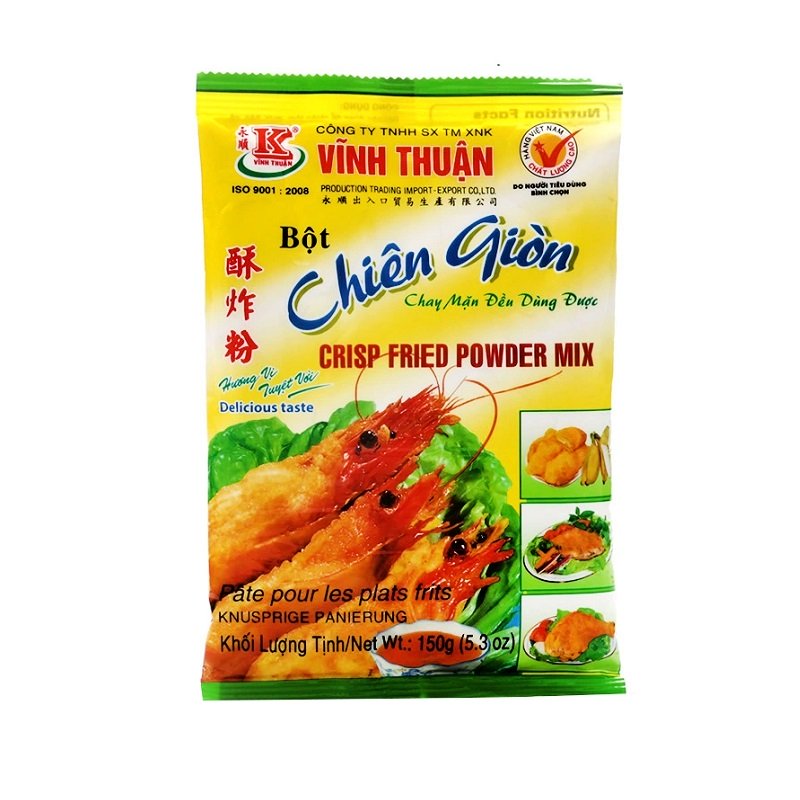 永
順
K
®
VĨNH THUẬN
ISO 9001 : 2008
CÔNG TY TNHH SX TM XNK
VĨNH THUẬN
PRODUCTION TRADING IMPORT-EXPORT CO,LTD.
永順出入口貿易生產有限公司
HÀNG VIỆT NAM
CHẤT LƯỢNG CAO
DO NGƯỜI TIÊU DÙNG
BÌNH CHỌN
Nutrition Facts
Bột
Chiên Giòn
Chay Mặn Đều Dùng Được
酥炸粉
CRISP FRIED POWDER MIX
Hương Vị
Tuyệt Vời
Delicious taste
Pâte pour les plats frits
KNUSPRIGE PANIERUNG
Khối Lượng Tịnh/Net Wt.: 150g (5.3 oz)